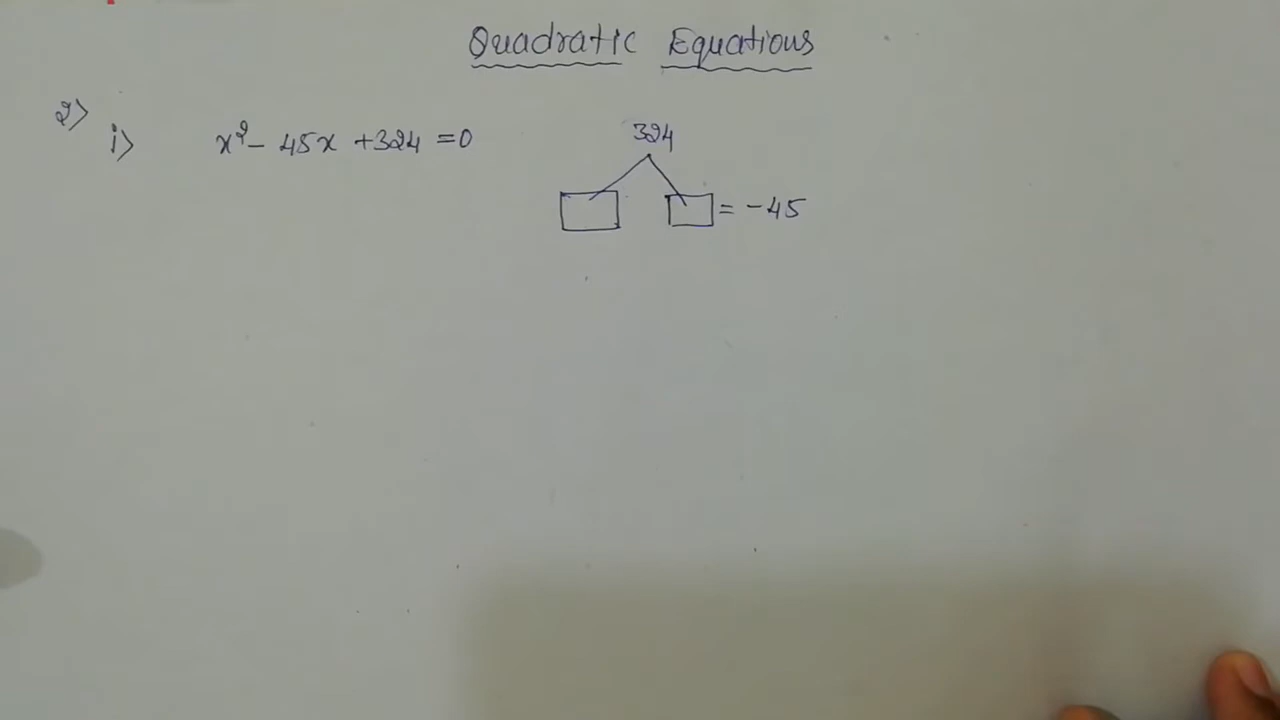 Quadratic Equations
2>
i> x² - 45x + 324 = 0
324
= -45